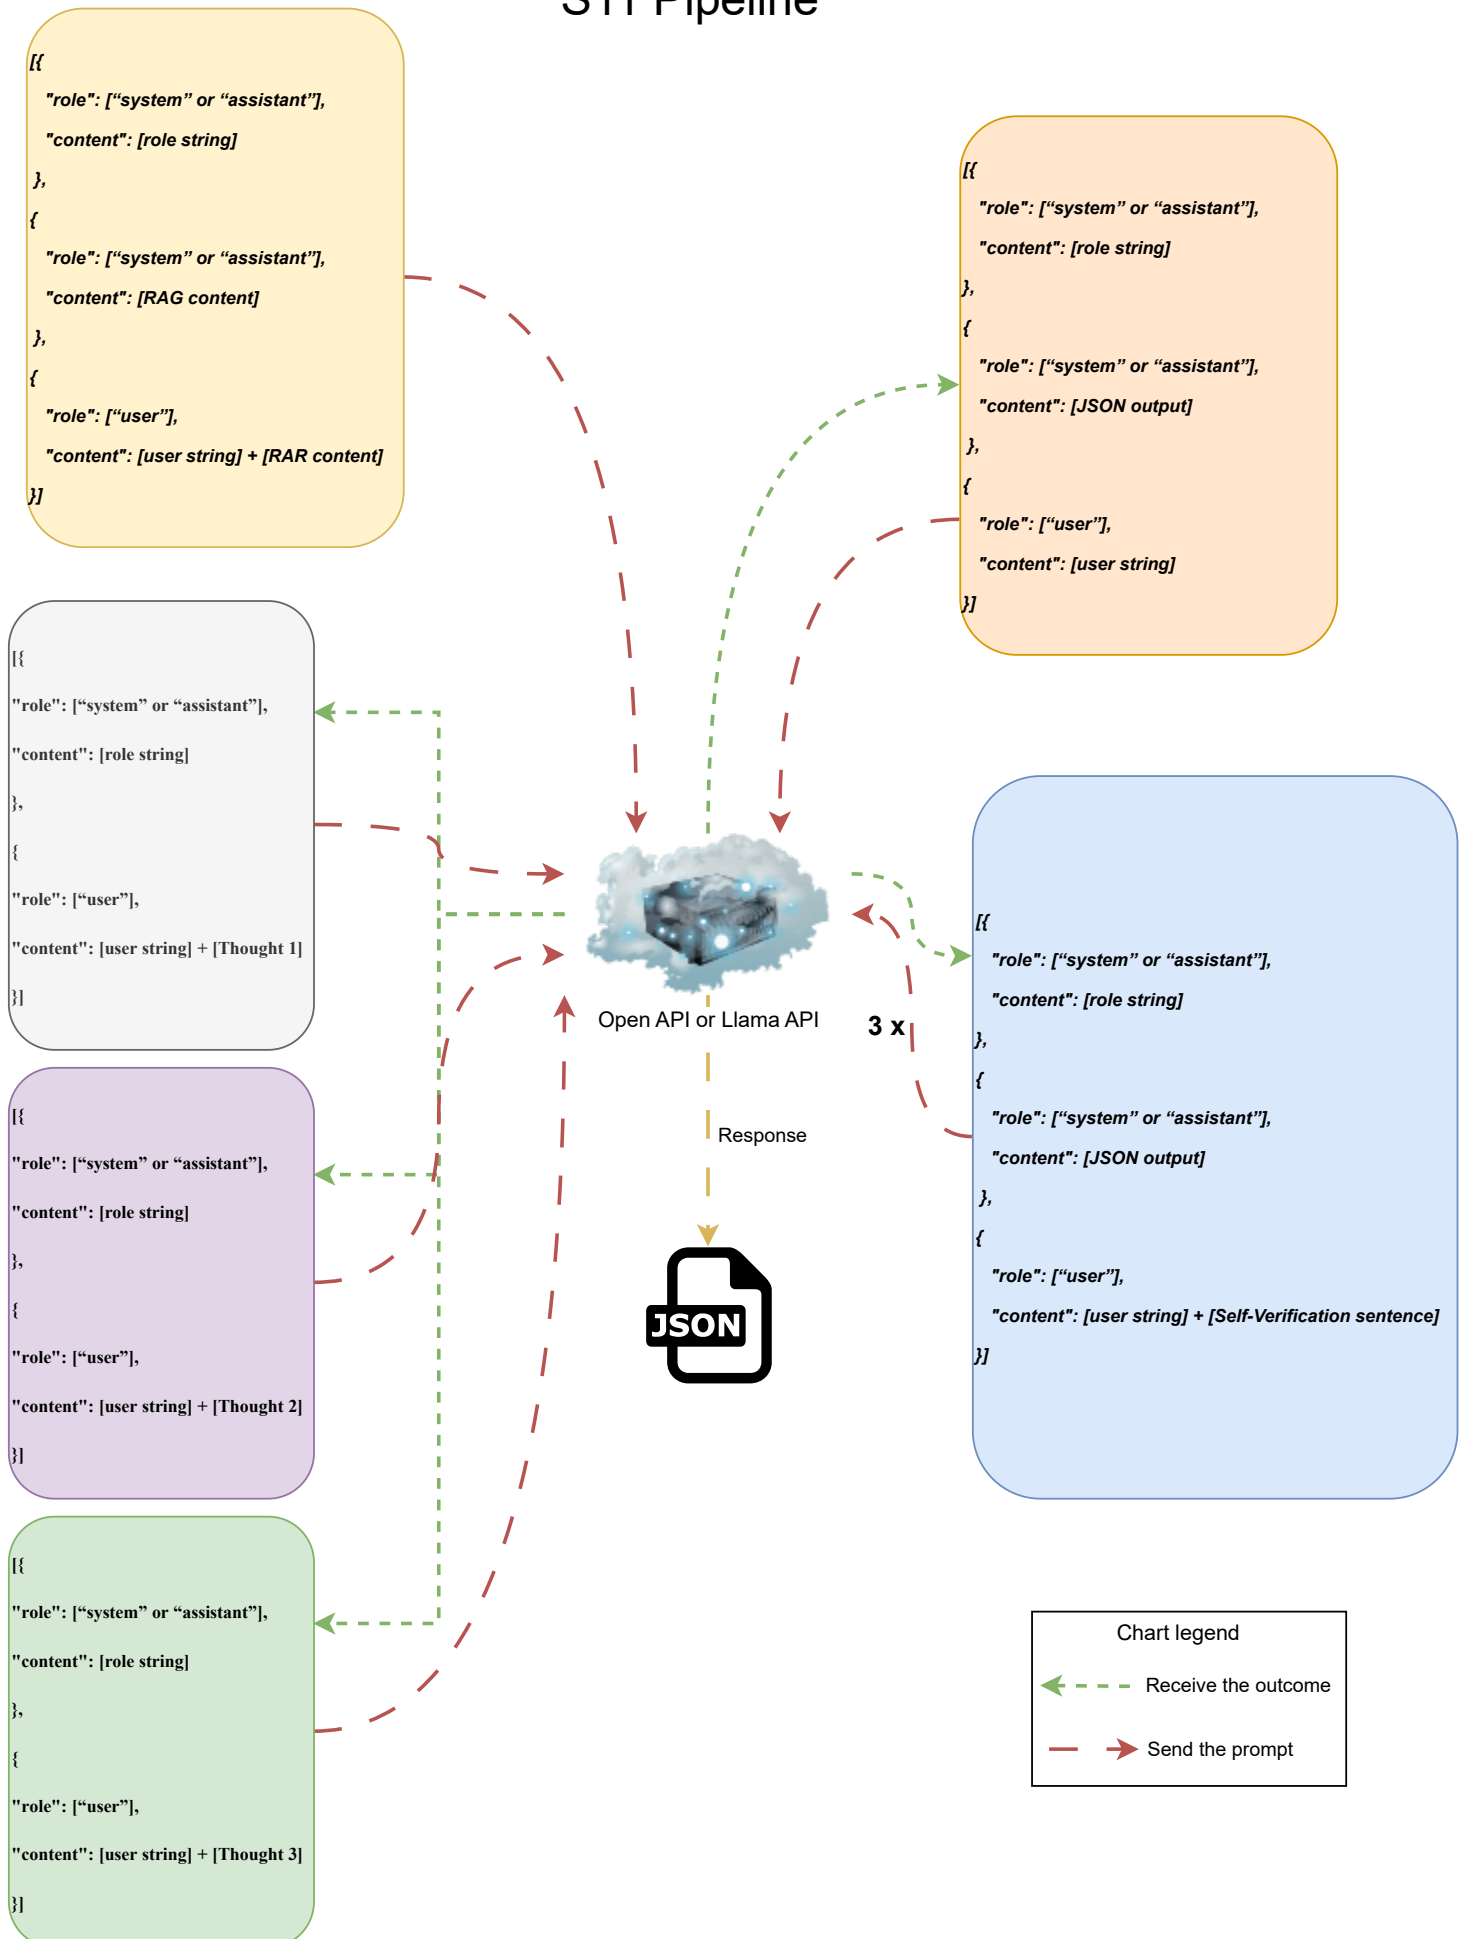 Pipeline
[{
"role": [“system” or “assistant”],
"content": [role string]
},
{
"role": [“system” or “assistant”],
"content": [RAG content]
},
{
"role": [“user”],
"content": [user string] + [RAR content]
}]
[{
"role": [“system” or “assistant”],
"content": [role string]
},
{
"role": [“system” or “assistant”],
"content": [JSON output]
},
{
"role": [“user”],
"content": [user string]
}]
[{
"role": [“system” or “assistant”],
"content": [role string]
},
{
"role": [“user”],
"content": [user string] + [Thought 1]
}]
[{
"role": [“system” or “assistant”],
"content": [role string]
},
{
"role": [“user”],
"content": [user string] + [Thought 2]
}]
[{
"role": [“system” or “assistant”],
"content": [role string]
},
{
"role": [“user”],
"content": [user string] + [Thought 3]
}]
Open API or Llama API
3 x
Response
JSON
[{
"role": [“system” or “assistant”],
"content": [role string]
},
{
"role": [“system” or “assistant”],
"content": [JSON output]
},
{
"role": [“user”],
"content": [user string] + [Self-Verification sentence]
}]
Chart legend
Receive the outcome
Send the prompt